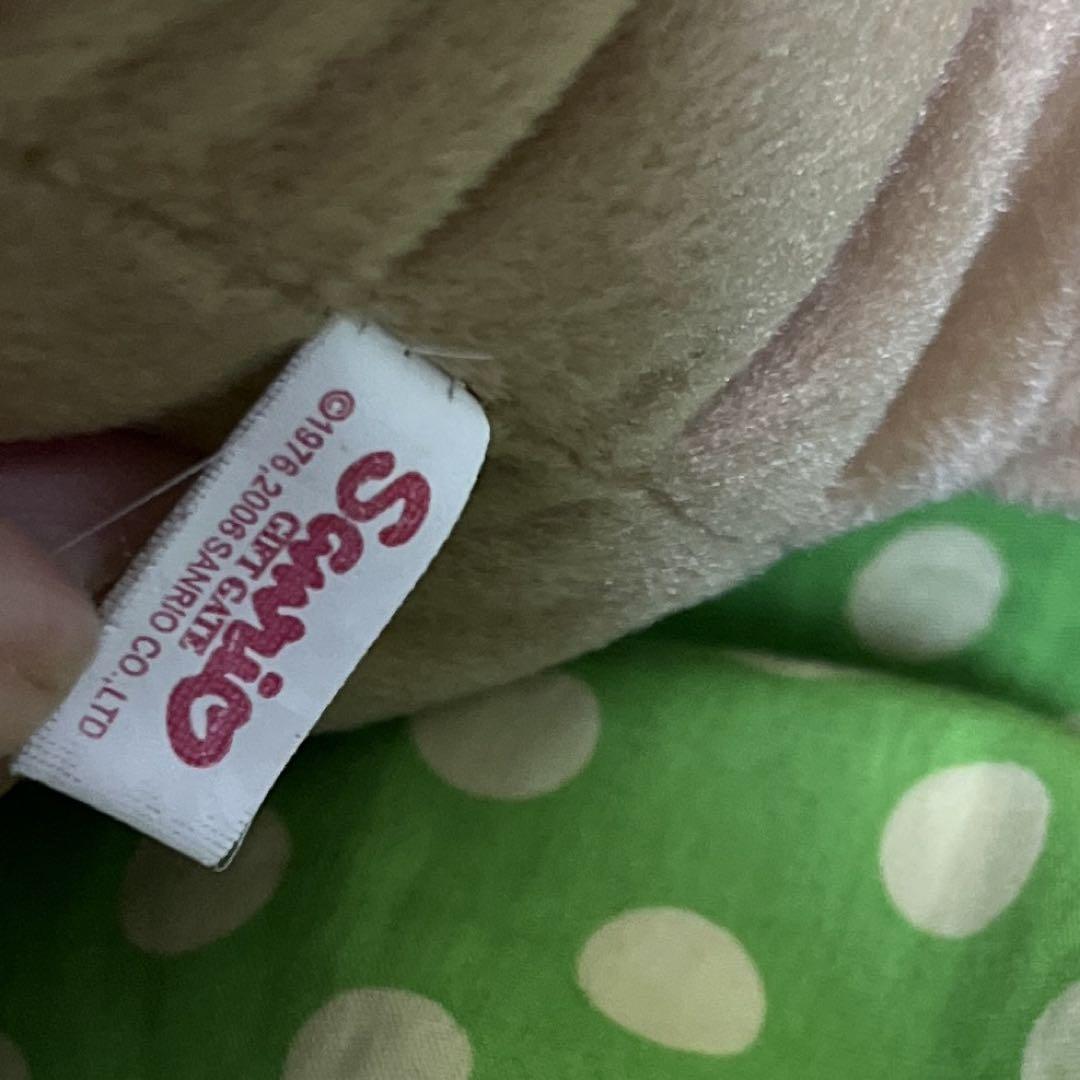 Sanrio
GIFT GATE
©1976,2006 SANRIO CO.,LTD